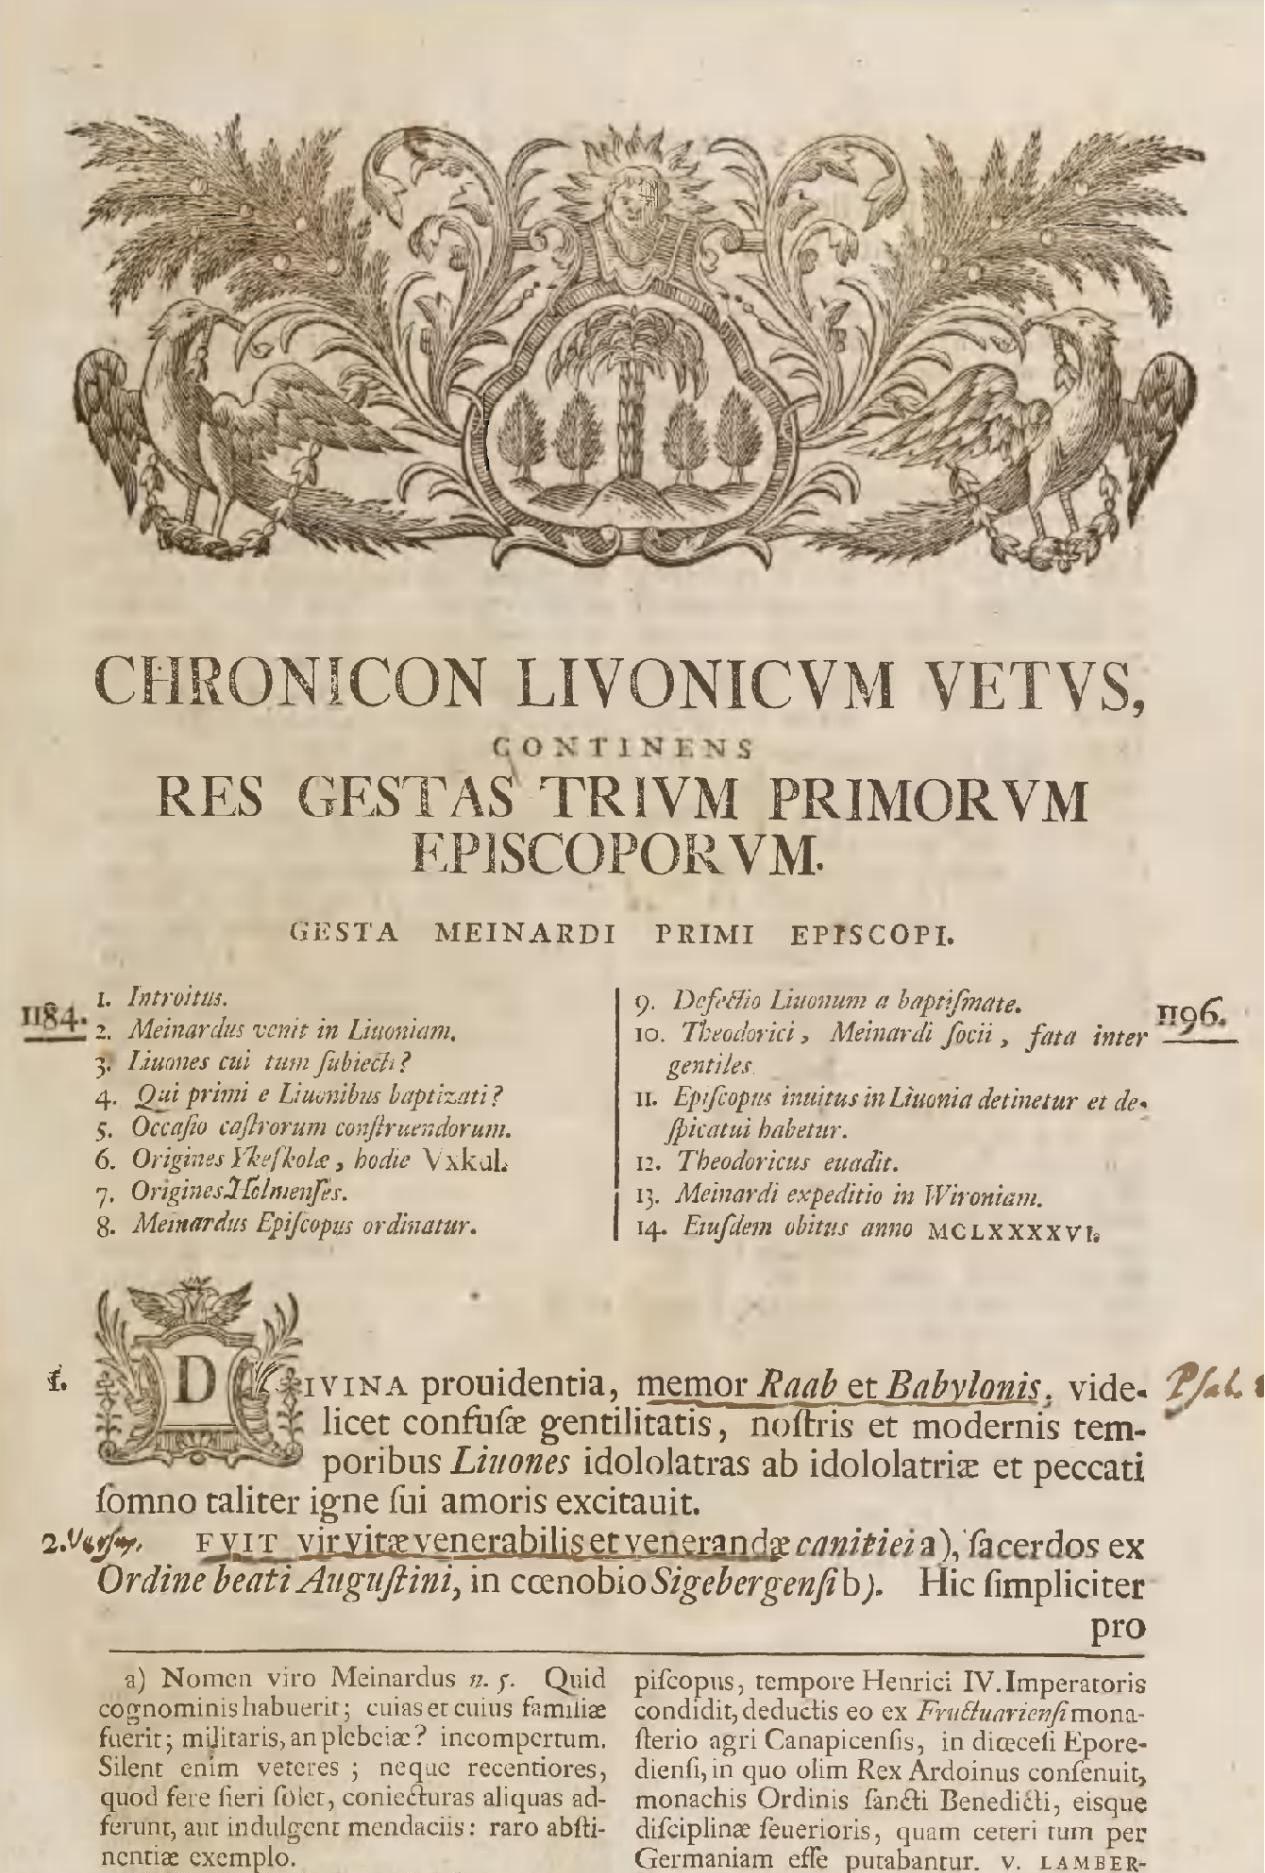 CHRONICON LIVONICVM VETVS,
CONTINENS
RES GESTAS TRIVM PRIMORVM
EPISCOPORVM.
GESTA MEINARDI PRIMI EPISCOPI.
1184.
1. Introitus.
2. Meinardus venit in Liuoniam.
3. Liuones cui tum ſubiecti?
4. Qui primi e Liuonibus baptizati?
5. Occaſio caſtrorum conſtruendorum.
6. Origines Ykeſkolæ, hodie Vxkul.
7. Origines Holmenſes.
8. Meinardus Epiſcopus ordinatur.
9. Defectio Liuonum a baptiſmate.
10. Theodorici, Meinardi ſocii, fata inter
gentiles.
11. Epiſcopus inuitus in Liuonia detinetur et de-
ſpicatui habetur.
12. Theodoricus euadit.
13. Meinardi expeditio in Wironiam.
14. Eiuſdem obitus anno MCLXXXXVI.
1196.
1. DIVINA prouidentia, memor Raab et Babylonis, vide- Pſal.
licet confuſæ gentilitatis, noſtris et modernis tem-
poribus Liuones idololatras ab idololatriæ et peccati
ſomno taliter igne ſui amoris excitauit.
2. Verſus. FVIT vir vitæ venerabilis et venerandæ canitiei a), ſacerdos ex
Ordine beati Auguſtini, in cœnobio Sigebergenſi b). Hic ſimpliciter
pro
a) Nomen viro Meinardus n. 5. Quid
cognominis habuerit; cuias et cuius familiæ
fuerit; militaris, an plebeiæ? incompertum.
Silent enim veteres; neque recentiores,
quod fere fieri ſolet, coniecturas aliquas ad-
ferunt, aut indulgent mendaciis: raro abſti-
nentiæ exemplo.
piſcopus, tempore Henrici IV. Imperatoris
condidit, deductis eo ex Fructuarienſi mona-
ſterio agri Canapicenſis, in diœceſi Epore-
dienſi, in quo olim Rex Ardoinus conſenuit,
monachis Ordinis ſancti Benedicti, eisque
diſciplinæ ſeuerioris, quam ceteri tum per
Germaniam eſſe putabantur. v. LAMBER-